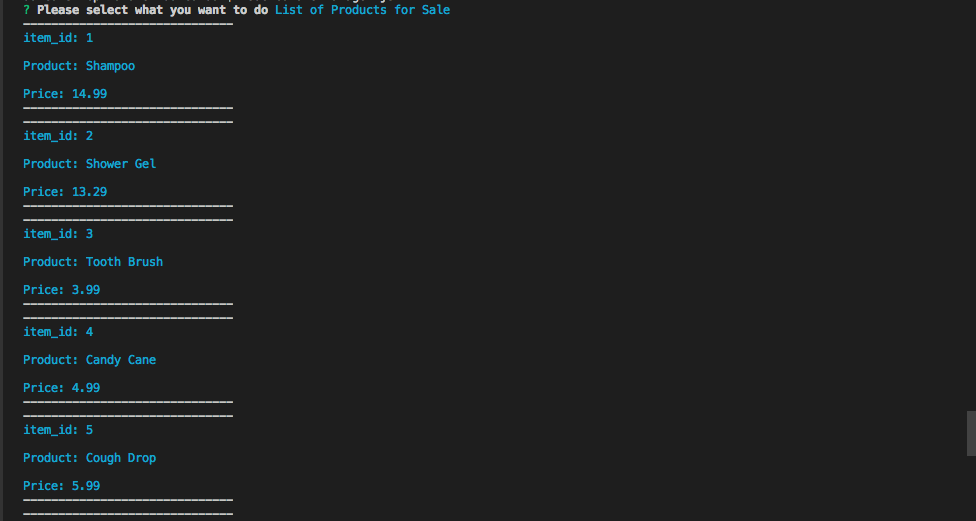 ? Please select what you want to do List of Products for Sale
------------------------------
item_id: 1
Product: Shampoo
Price: 14.99
------------------------------
------------------------------
item_id: 2
Product: Shower Gel
Price: 13.29
------------------------------
------------------------------
item_id: 3
Product: Tooth Brush
Price: 3.99
------------------------------
------------------------------
item_id: 4
Product: Candy Cane
Price: 4.99
------------------------------
------------------------------
item_id: 5
Product: Cough Drop
Price: 5.99
------------------------------
------------------------------